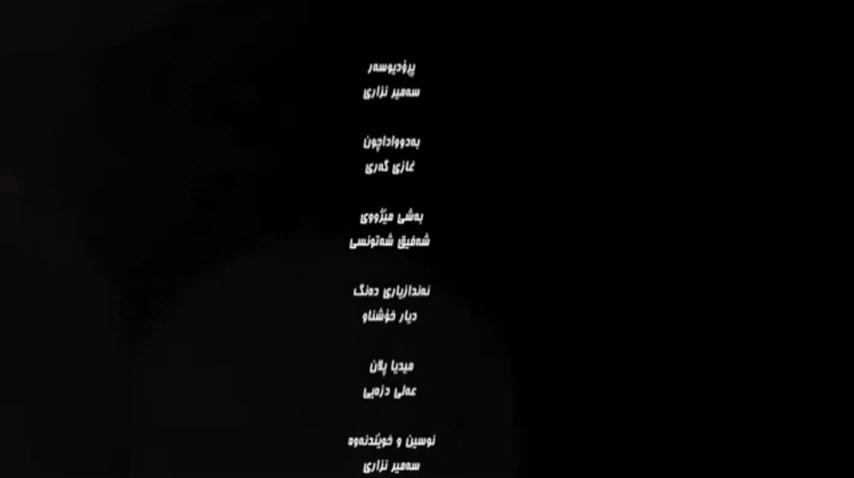 پرۆدیوسەر
سەمیر نزاری
بەدوواداچون
غازی گەری
بەشی مێژووی
شەفیق شەتونسی
ئەندازیاری دەنگ
دیار خۆشناو
میدیا پلان
عەلی دزەیی
نوسین و خوێندنەوە
سەمیر نزاری